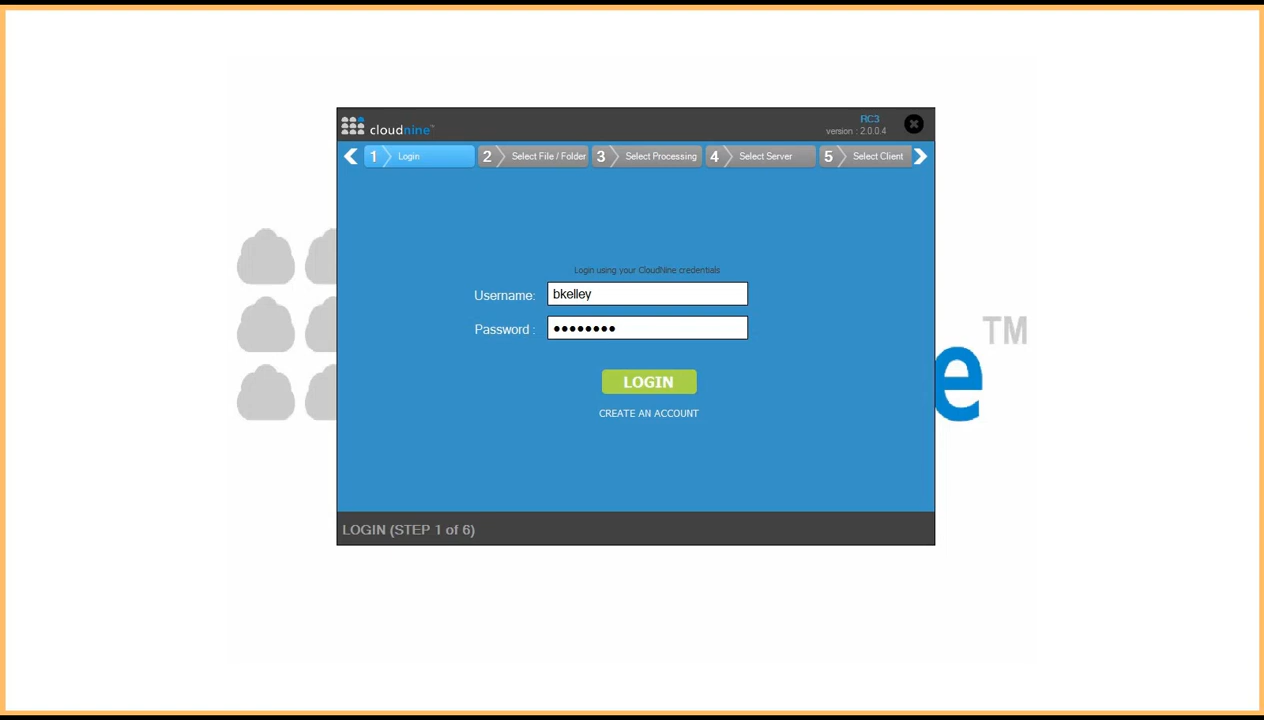 cloudnine™
RC3
version : 2.0.0.4
1 Login
2 Select File / Folder
3 Select Processing
4 Select Server
5 Select Client
Login using your CloudNine credentials
Username: bkelley
Password : ●●●●●●●●
LOGIN
CREATE AN ACCOUNT
LOGIN (STEP 1 of 6)
e™